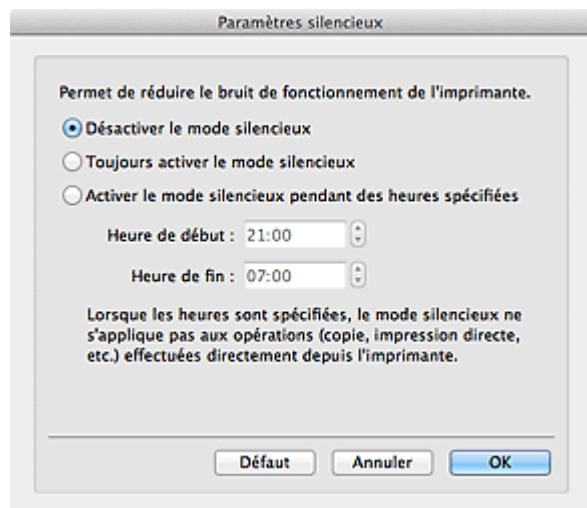 Paramètres silencieux
Permet de réduire le bruit de fonctionnement de l'imprimante.
Désactiver le mode silencieux
Toujours activer le mode silencieux
Activer le mode silencieux pendant des heures spécifiées
Heure de début : 21:00
Heure de fin : 07:00
Lorsque les heures sont spécifiées, le mode silencieux ne
s'applique pas aux opérations (copie, impression directe,
etc.) effectuées directement depuis l'imprimante.
Défaut Annuler OK